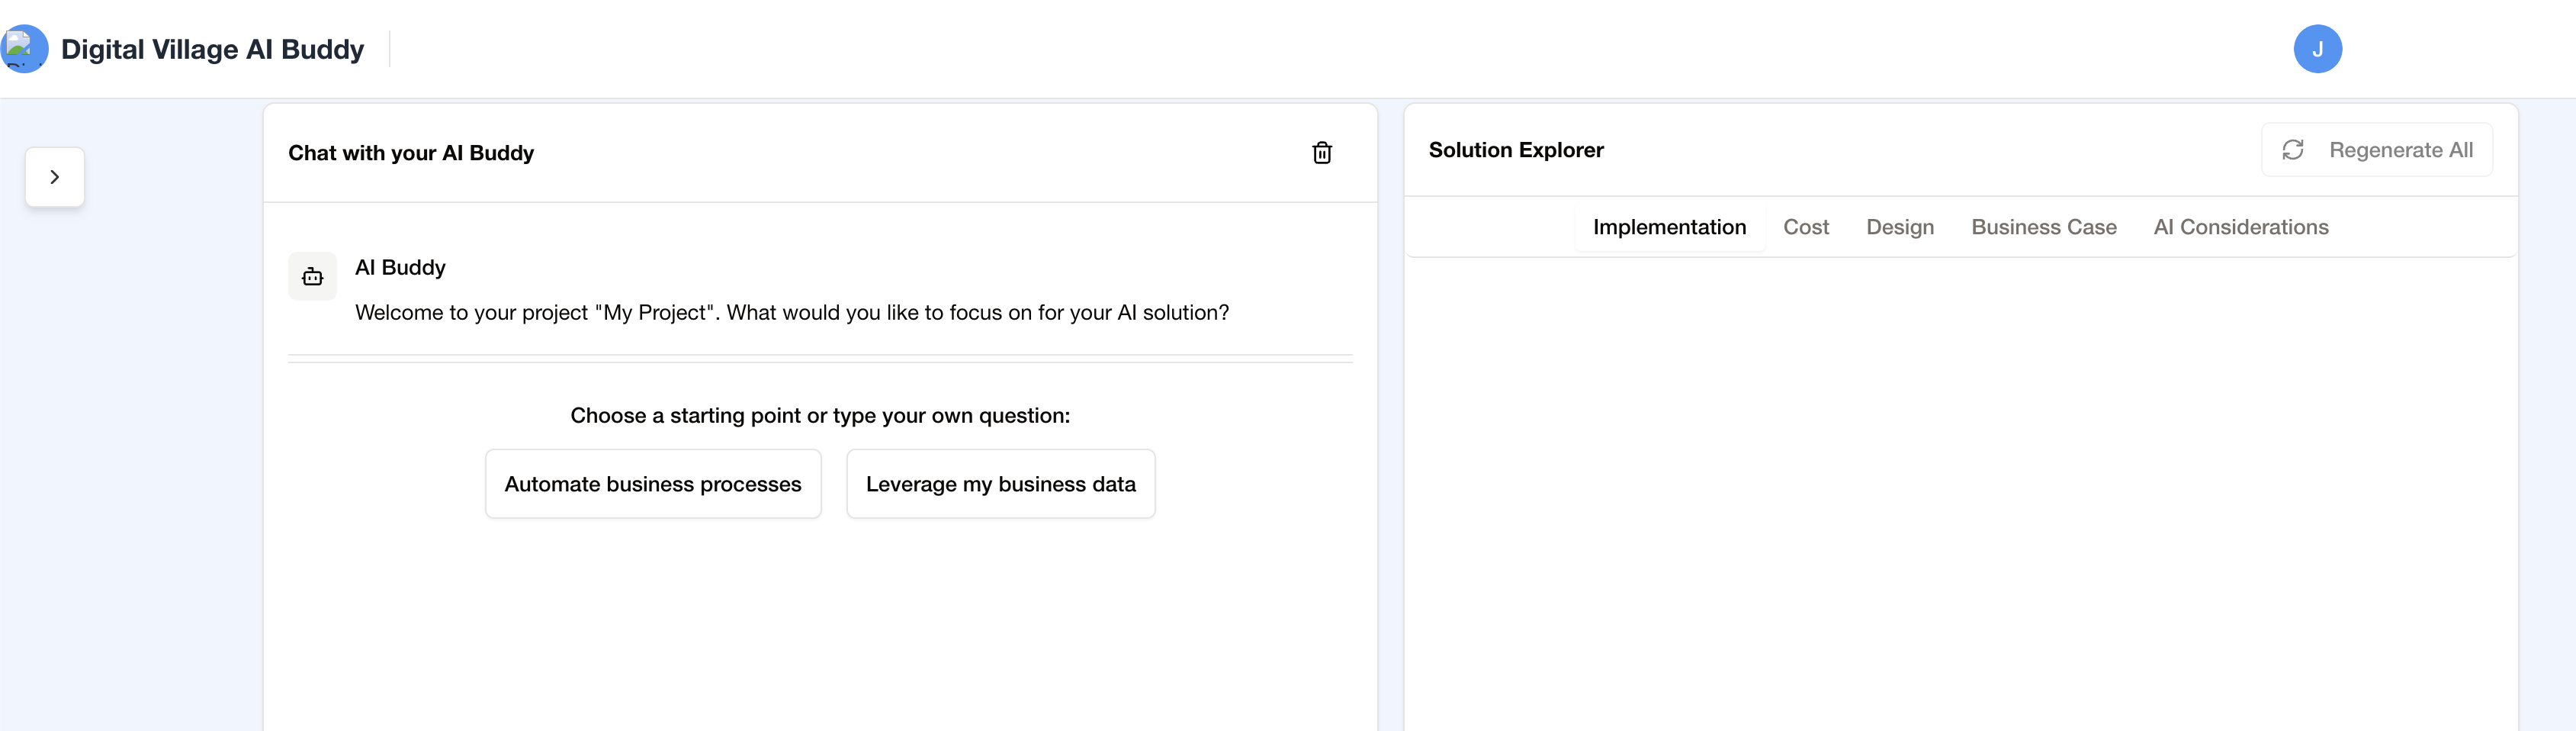 Digital Village AI Buddy
J
Chat with your AI Buddy
AI Buddy
Welcome to your project "My Project". What would you like to focus on for your AI solution?
Choose a starting point or type your own question:
Automate business processes
Leverage my business data
Solution Explorer
Regenerate All
Implementation
Cost
Design
Business Case
AI Considerations